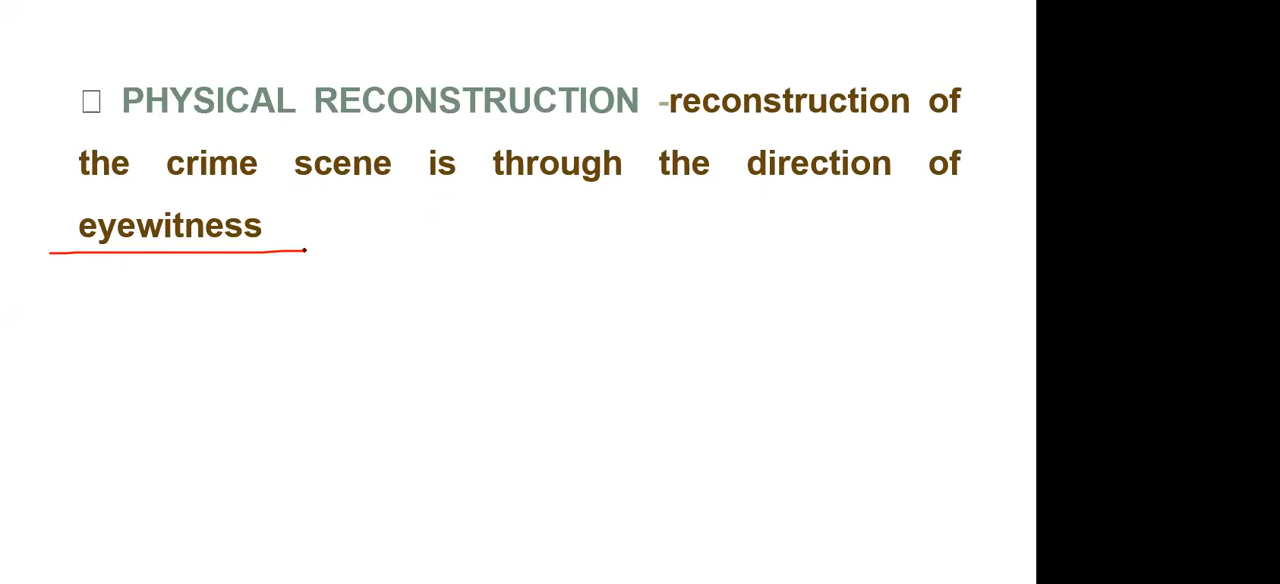 □ PHYSICAL RECONSTRUCTION -reconstruction of
the crime scene is through the direction of
eyewitness